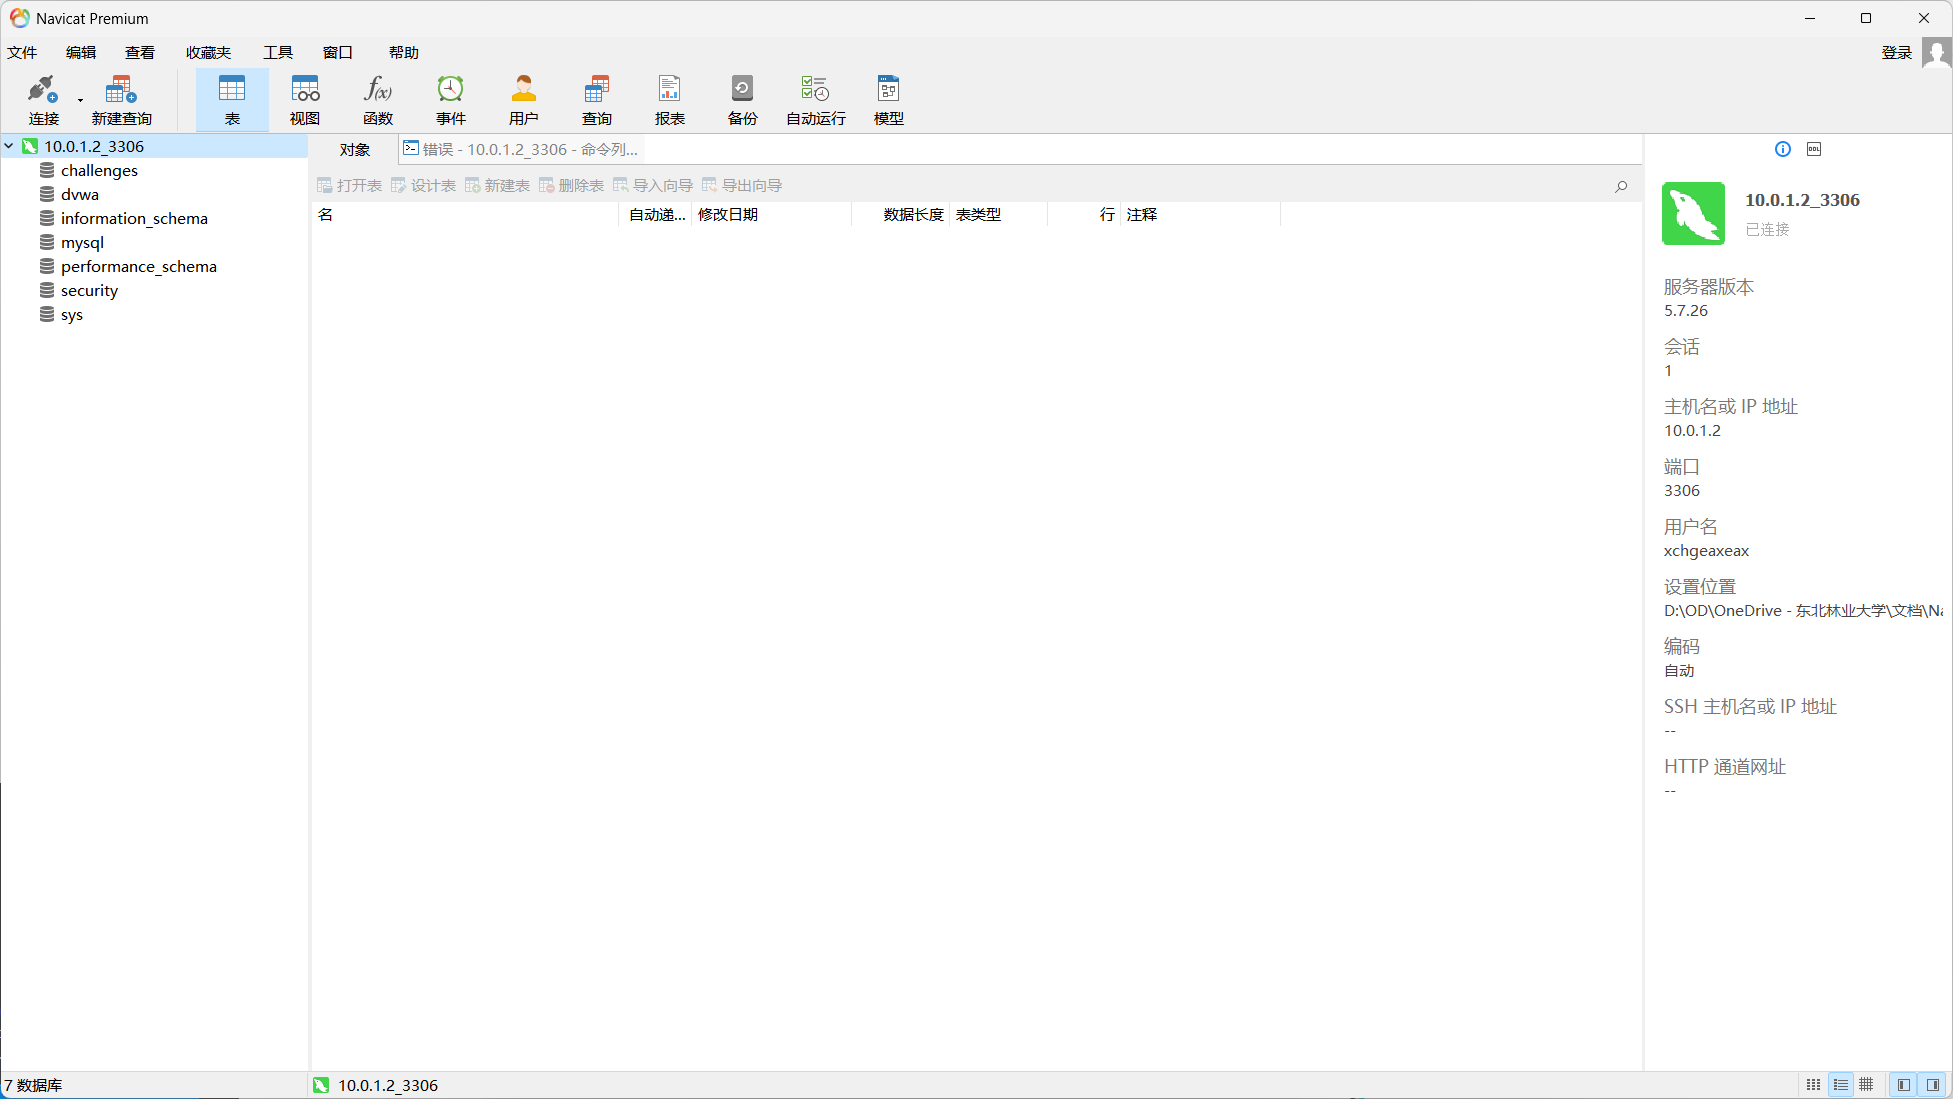 Navicat Premium
文件 编辑 查看 收藏夹 工具 窗口 帮助 登录
连接 新建查询 表 视图 函数 事件 用户 查询 报表 备份 自动运行 模型
f(x)
10.0.1.2_3306
challenges
dvwa
information_schema
mysql
performance_schema
security
sys
对象 错误 - 10.0.1.2_3306 - 命令列...
打开表 设计表 新建表 删除表 导入向导 导出向导
名 自动递... 修改日期 数据长度 表类型 行 注释
DDL
10.0.1.2_3306
已连接
服务器版本
5.7.26
会话
1
主机名或 IP 地址
10.0.1.2
端口
3306
用户名
xchgeaxeax
设置位置
D:\OD\OneDrive - 东北林业大学\文档\Na
编码
自动
SSH 主机名或 IP 地址
--
HTTP 通道网址
--
7 数据库 10.0.1.2_3306